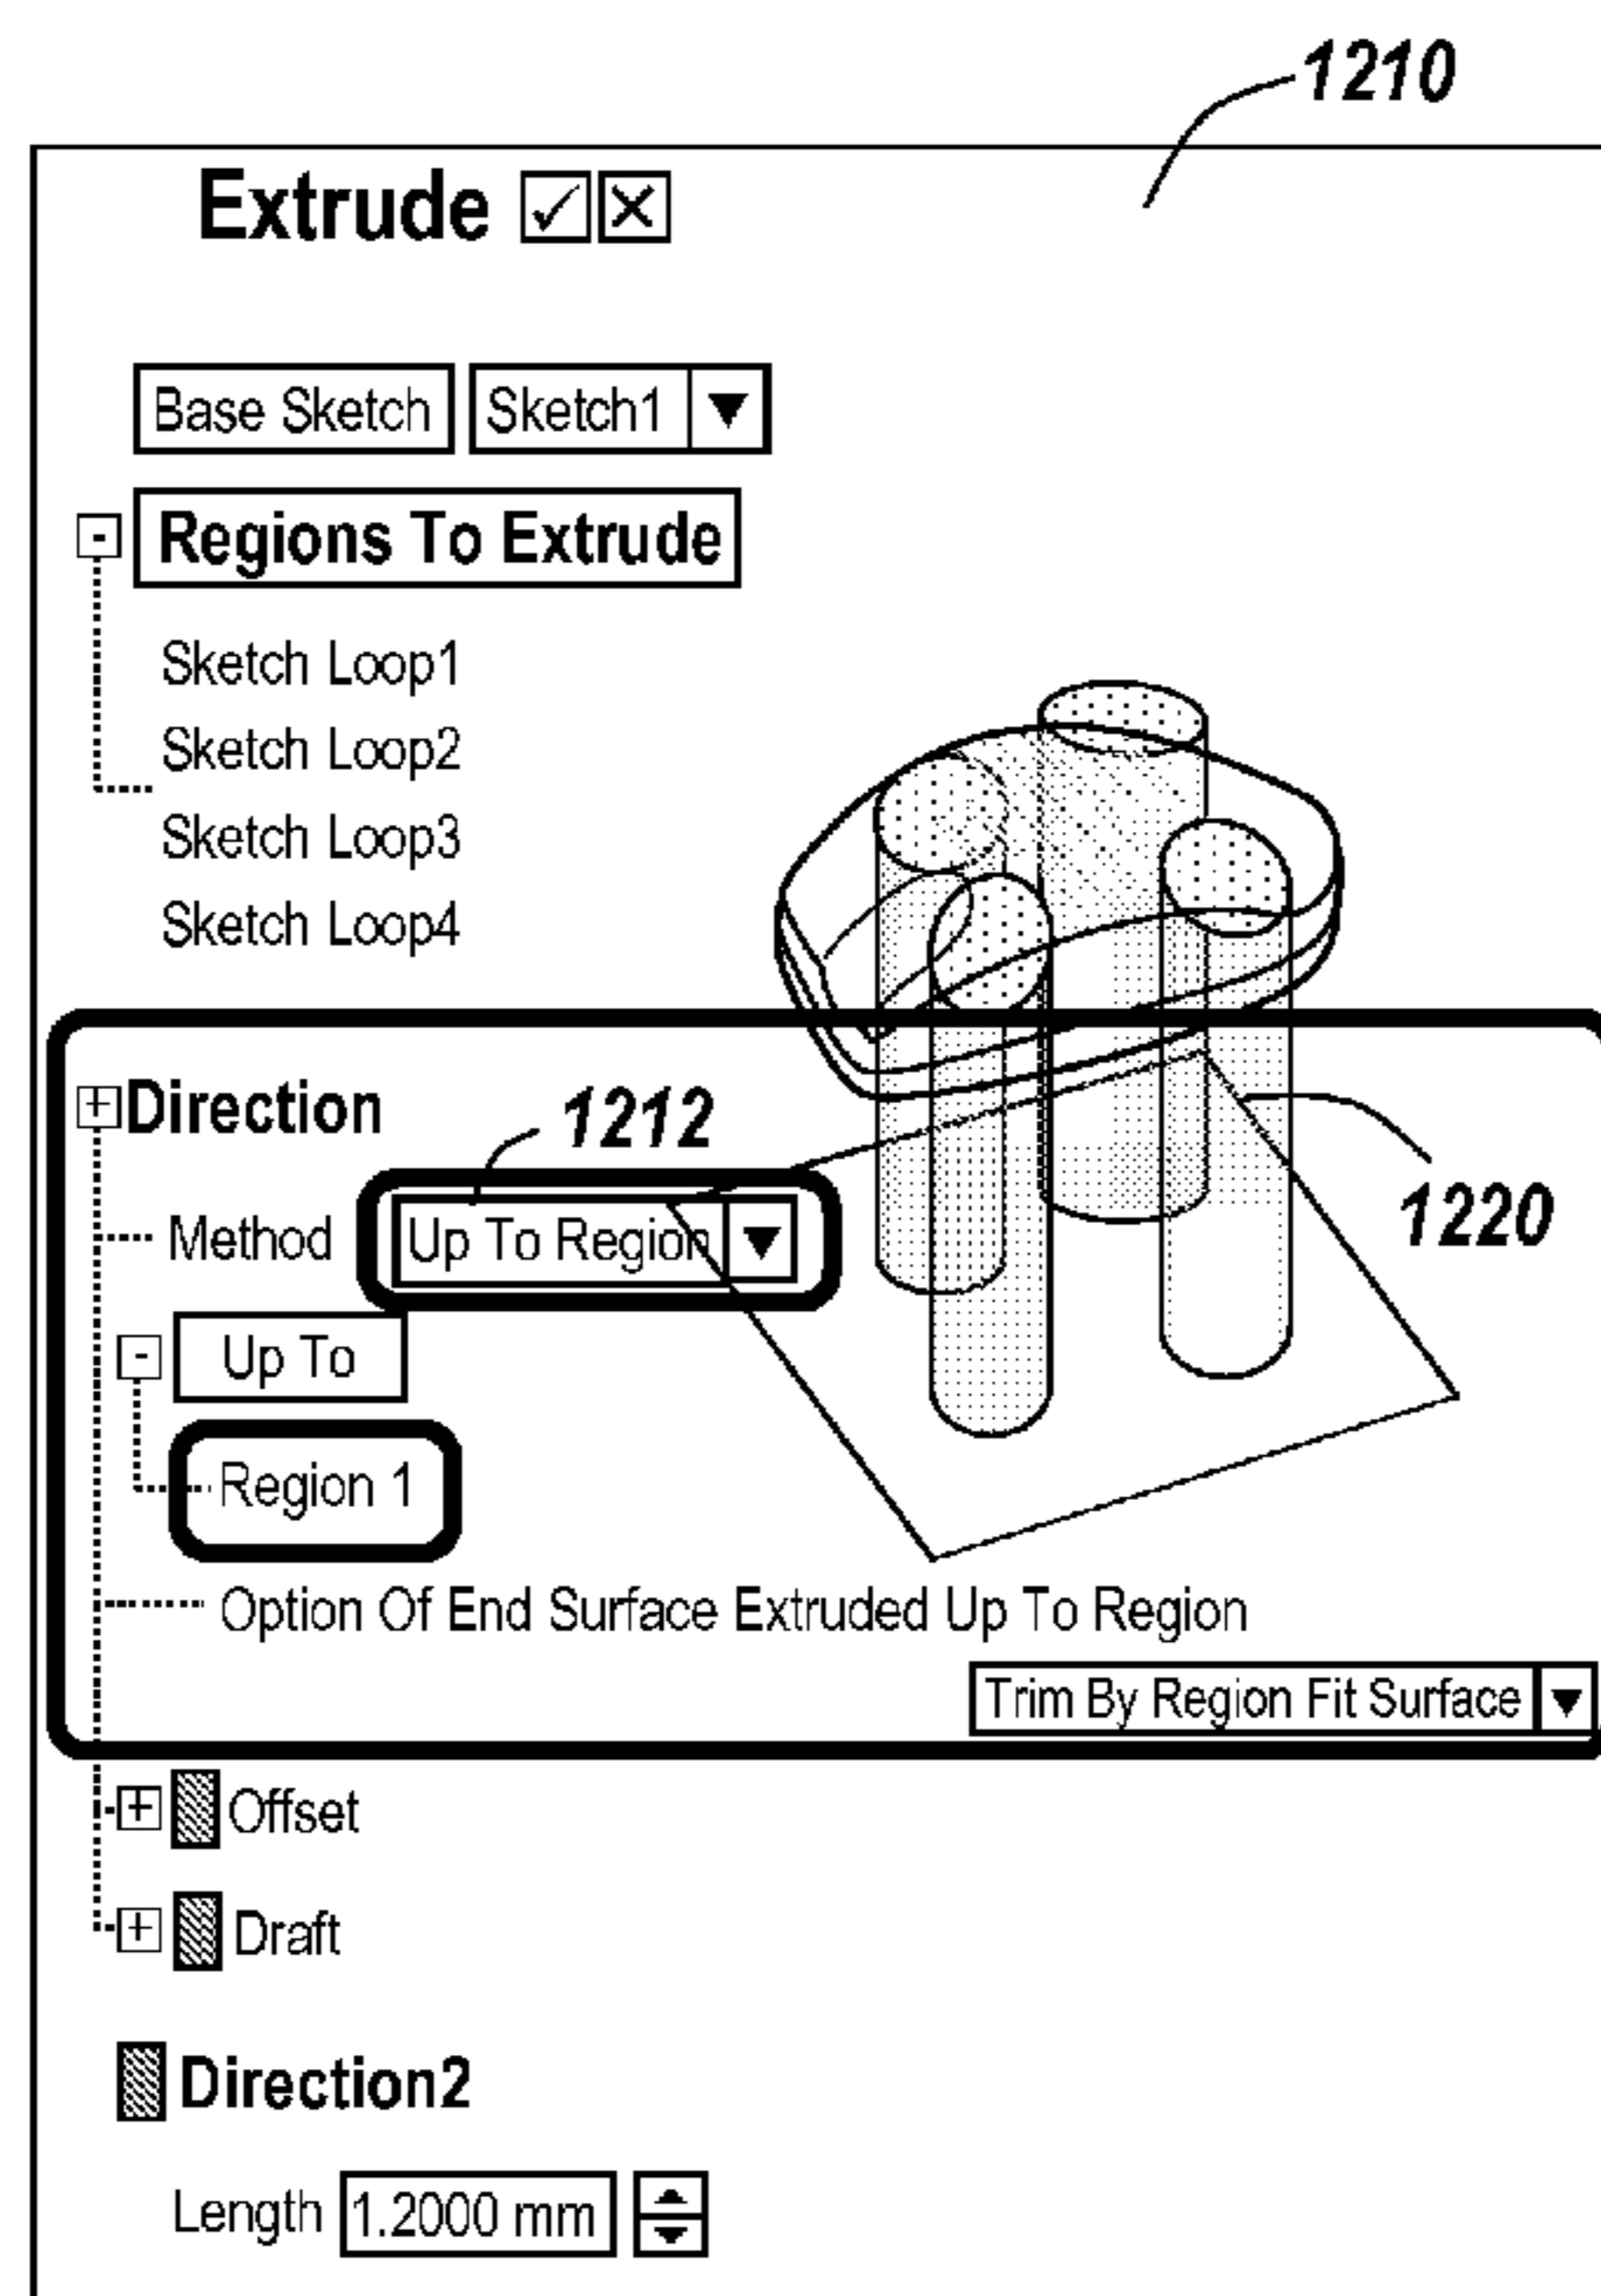 1210
Extrude
Base Sketch Sketch1
Regions To Extrude
Sketch Loop1
Sketch Loop2
Sketch Loop3
Sketch Loop4
Direction
1212
Method Up To Region
1220
Up To
Region 1
Option Of End Surface Extruded Up To Region
Trim By Region Fit Surface
Offset
Draft
Direction2
Length 1.2000 mm